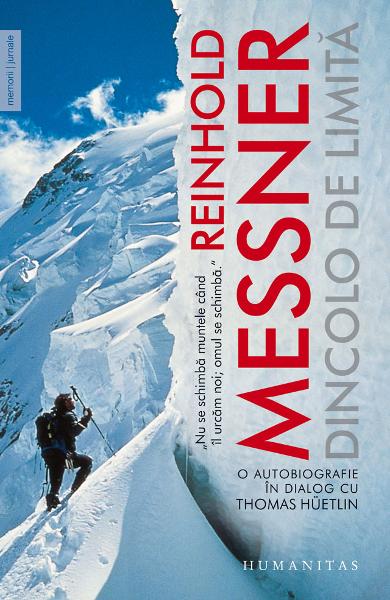 memorii | jurnale
REINHOLD
MESSNER
DINCOLO DE LIMITĂ
„Nu se schimbă muntele când
îl urcăm noi; omul se schimbă.“
O AUTOBIOGRAFIE
ÎN DIALOG CU
THOMAS HÜETLIN
HUMANITAS